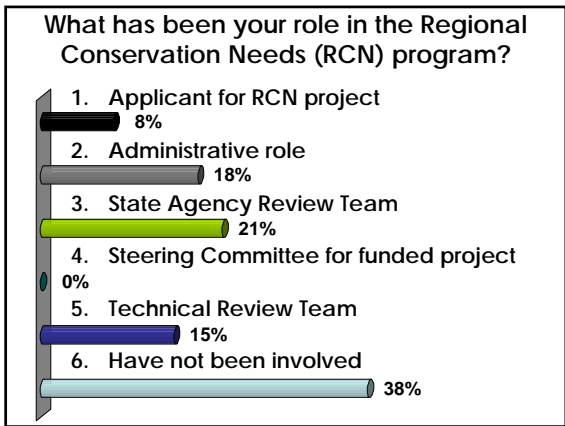 What has been your role in the Regional
Conservation Needs (RCN) program?
1. Applicant for RCN project
8%
2. Administrative role
18%
3. State Agency Review Team
21%
4. Steering Committee for funded project
0%
5. Technical Review Team
15%
6. Have not been involved
38%